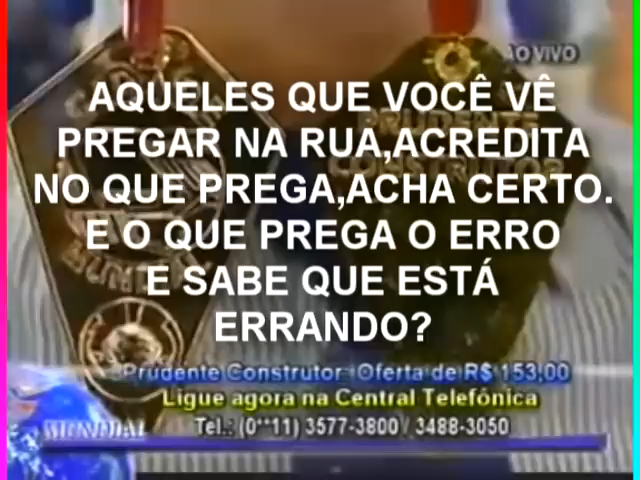 AO VIVO
AQUELES QUE VOCÊ VÊ
PREGAR NA RUA,ACREDITA
NO QUE PREGA,ACHA CERTO.
E O QUE PREGA O ERRO
E SABE QUE ESTÁ
ERRANDO?
PRUDENTE
CONSTRUTOR
Prudente Construtor Oferta de R$ 153,00
Ligue agora na Central Telefônica
MUNDIAL
Tel.: (0**11) 3577-3800 / 3488-3050